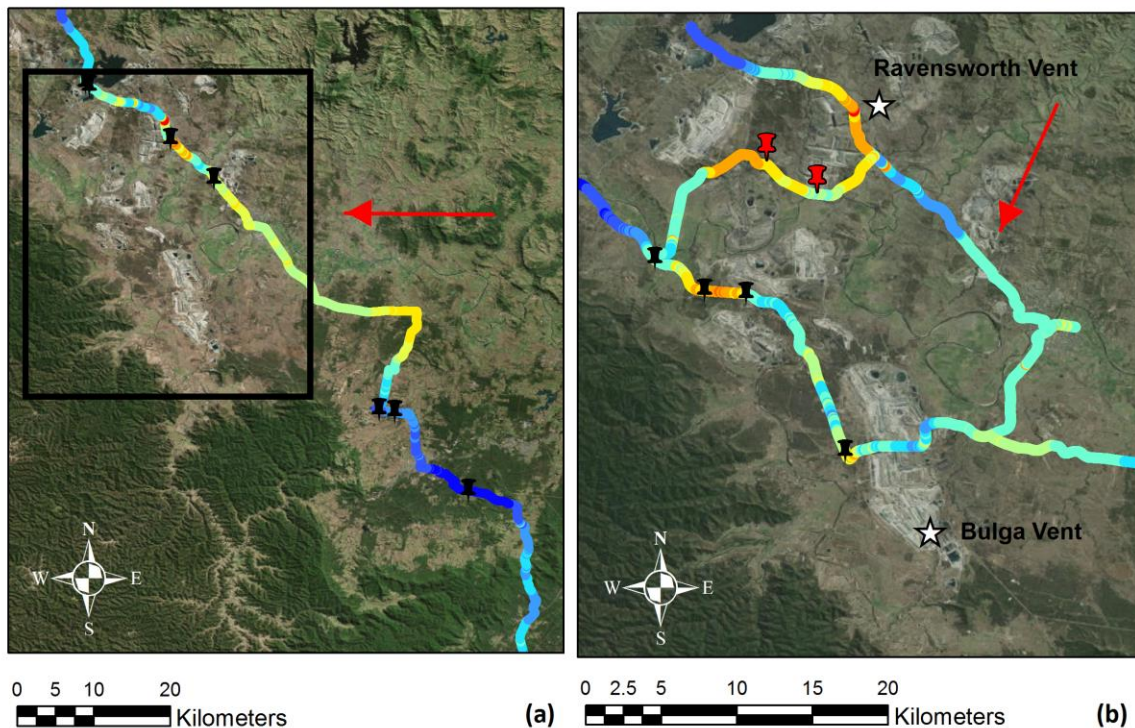 N
W E
S
0 5 10 20
Kilometers
(a)
Ravensworth Vent
Bulga Vent
N
W E
S
0 2.5 5 10 15 20
Kilometers
(b)